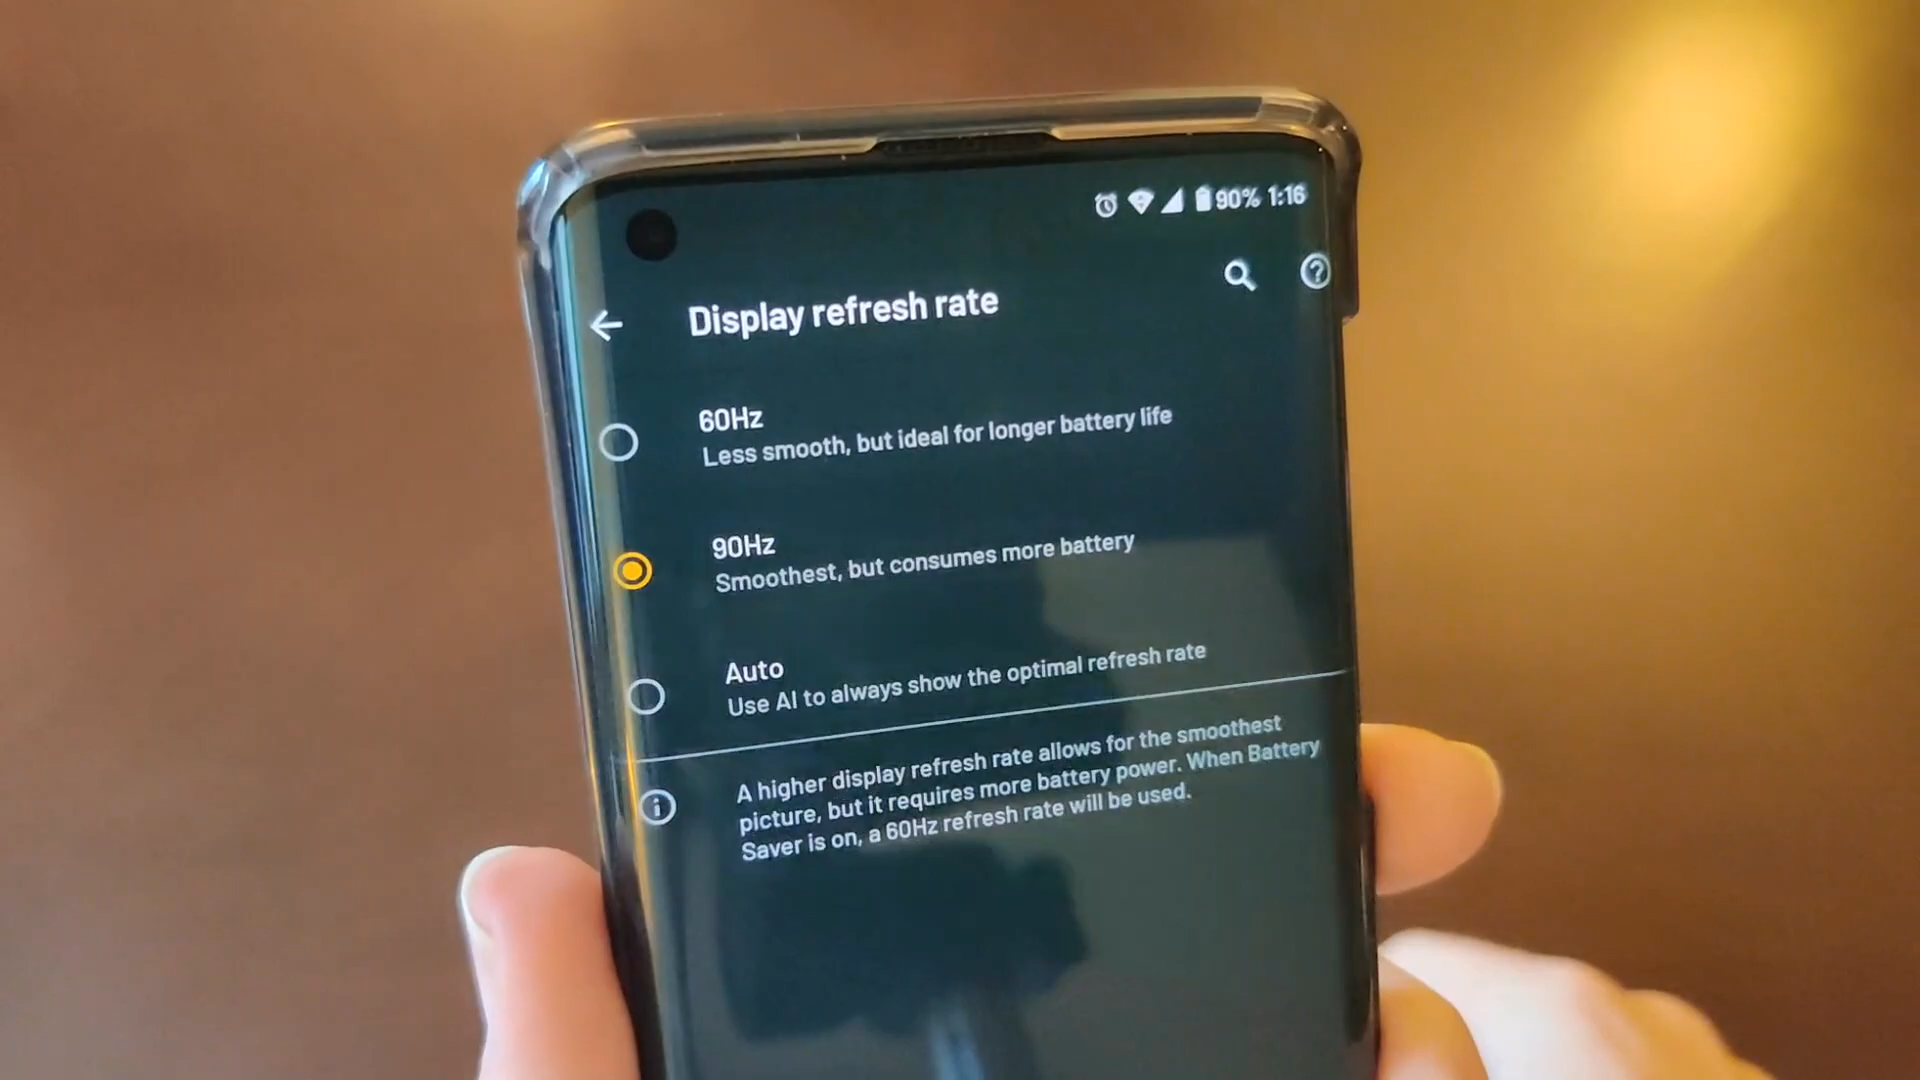 90% 1:16
Display refresh rate
60Hz
Less smooth, but ideal for longer battery life
90Hz
Smoothest, but consumes more battery
Auto
Use AI to always show the optimal refresh rate
A higher display refresh rate allows for the smoothest
picture, but it requires more battery power. When Battery
Saver is on, a 60Hz refresh rate will be used.